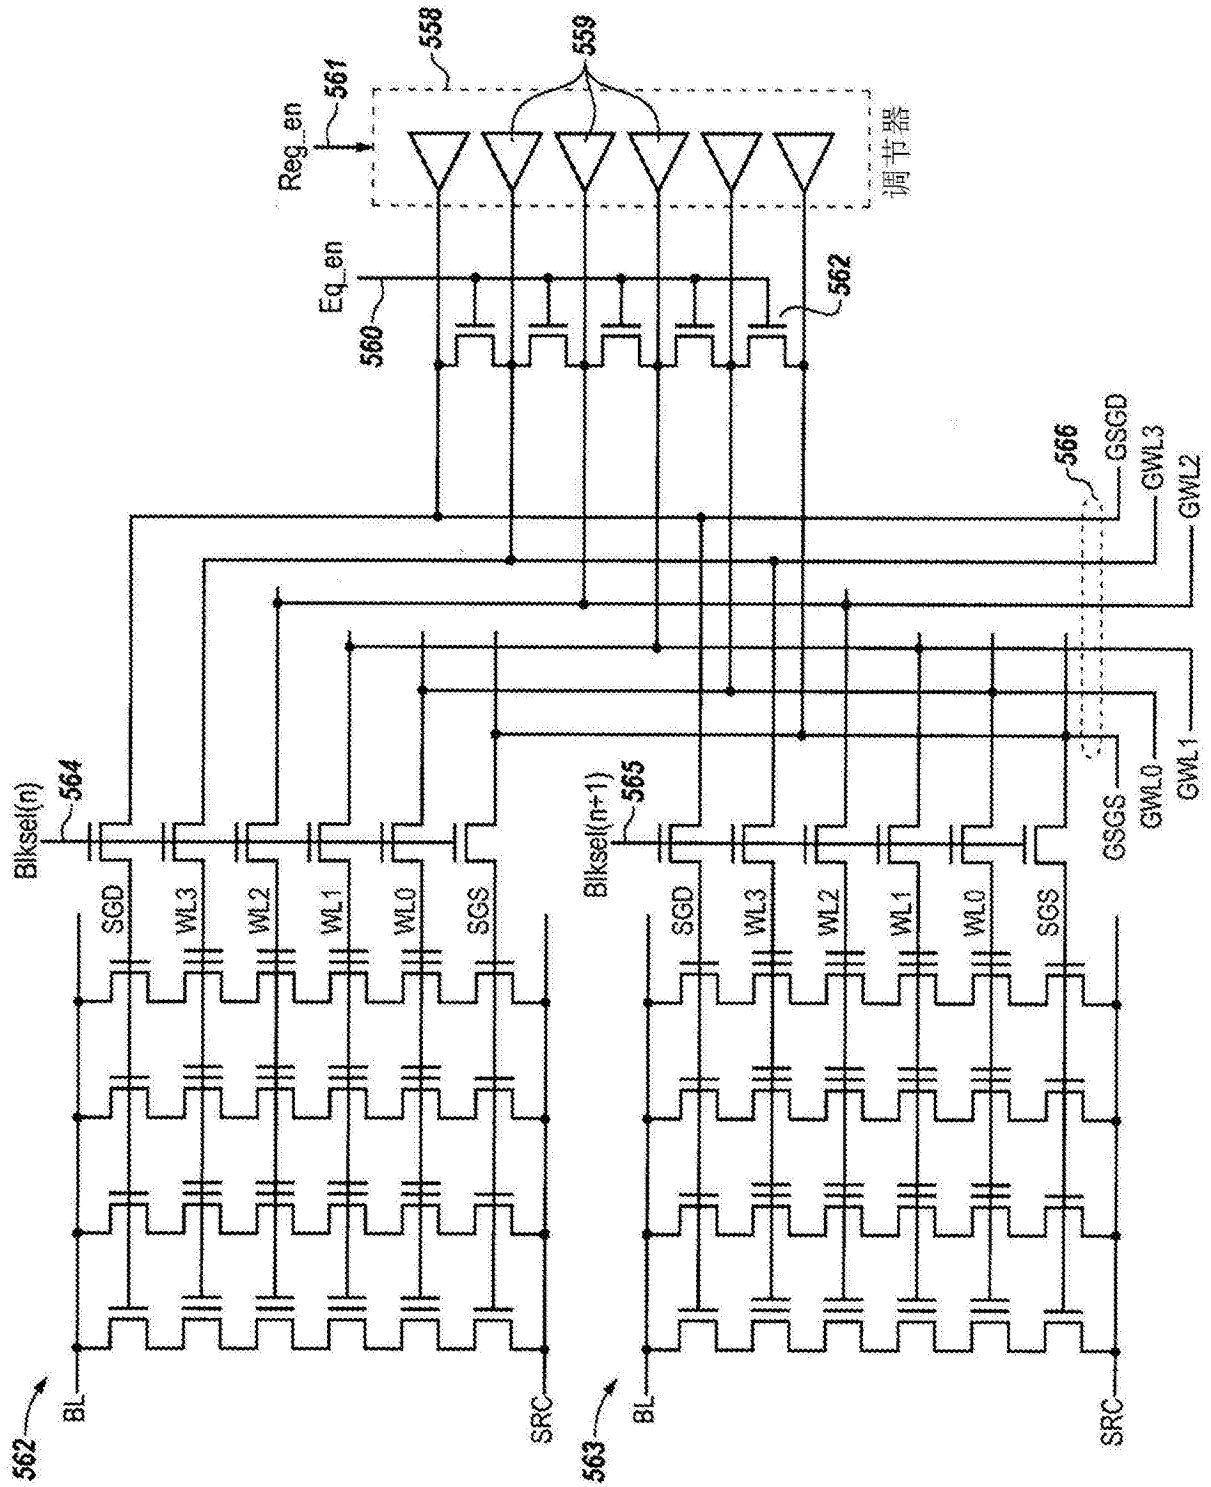 558
559
561
Reg_en
调节器
Eq_en
560
562
566
GSGD
GWL3
GWL2
GSGS
GWL0
GWL1
Blksel(n)
564
SGD
WL3
WL2
WL1
WL0
SGS
Blksel(n+1)
565
SGD
WL3
WL2
WL1
WL0
SGS
BL
SRC
562
BL
SRC
563